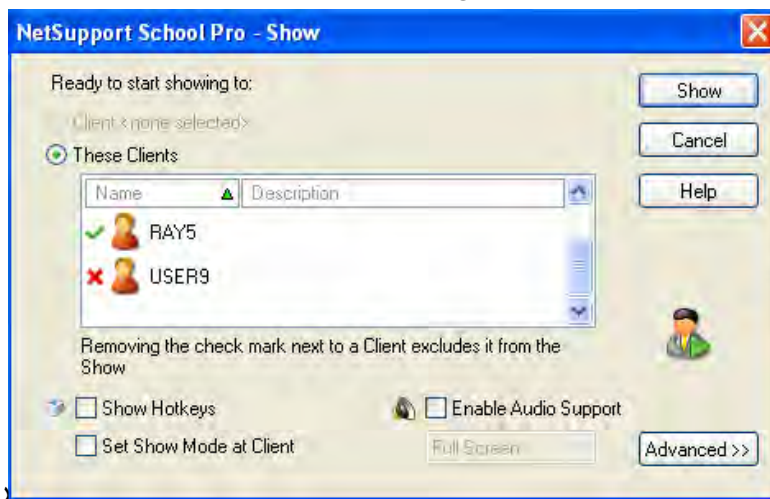 NetSupport School Pro - Show
Ready to start showing to:
Show
Client <none selected>
Cancel
These Clients
Name Description
Help
RAY5
USER9
Removing the check mark next to a Client excludes it from the
Show
Show Hotkeys Enable Audio Support
Set Show Mode at Client Full Screen Advanced >>